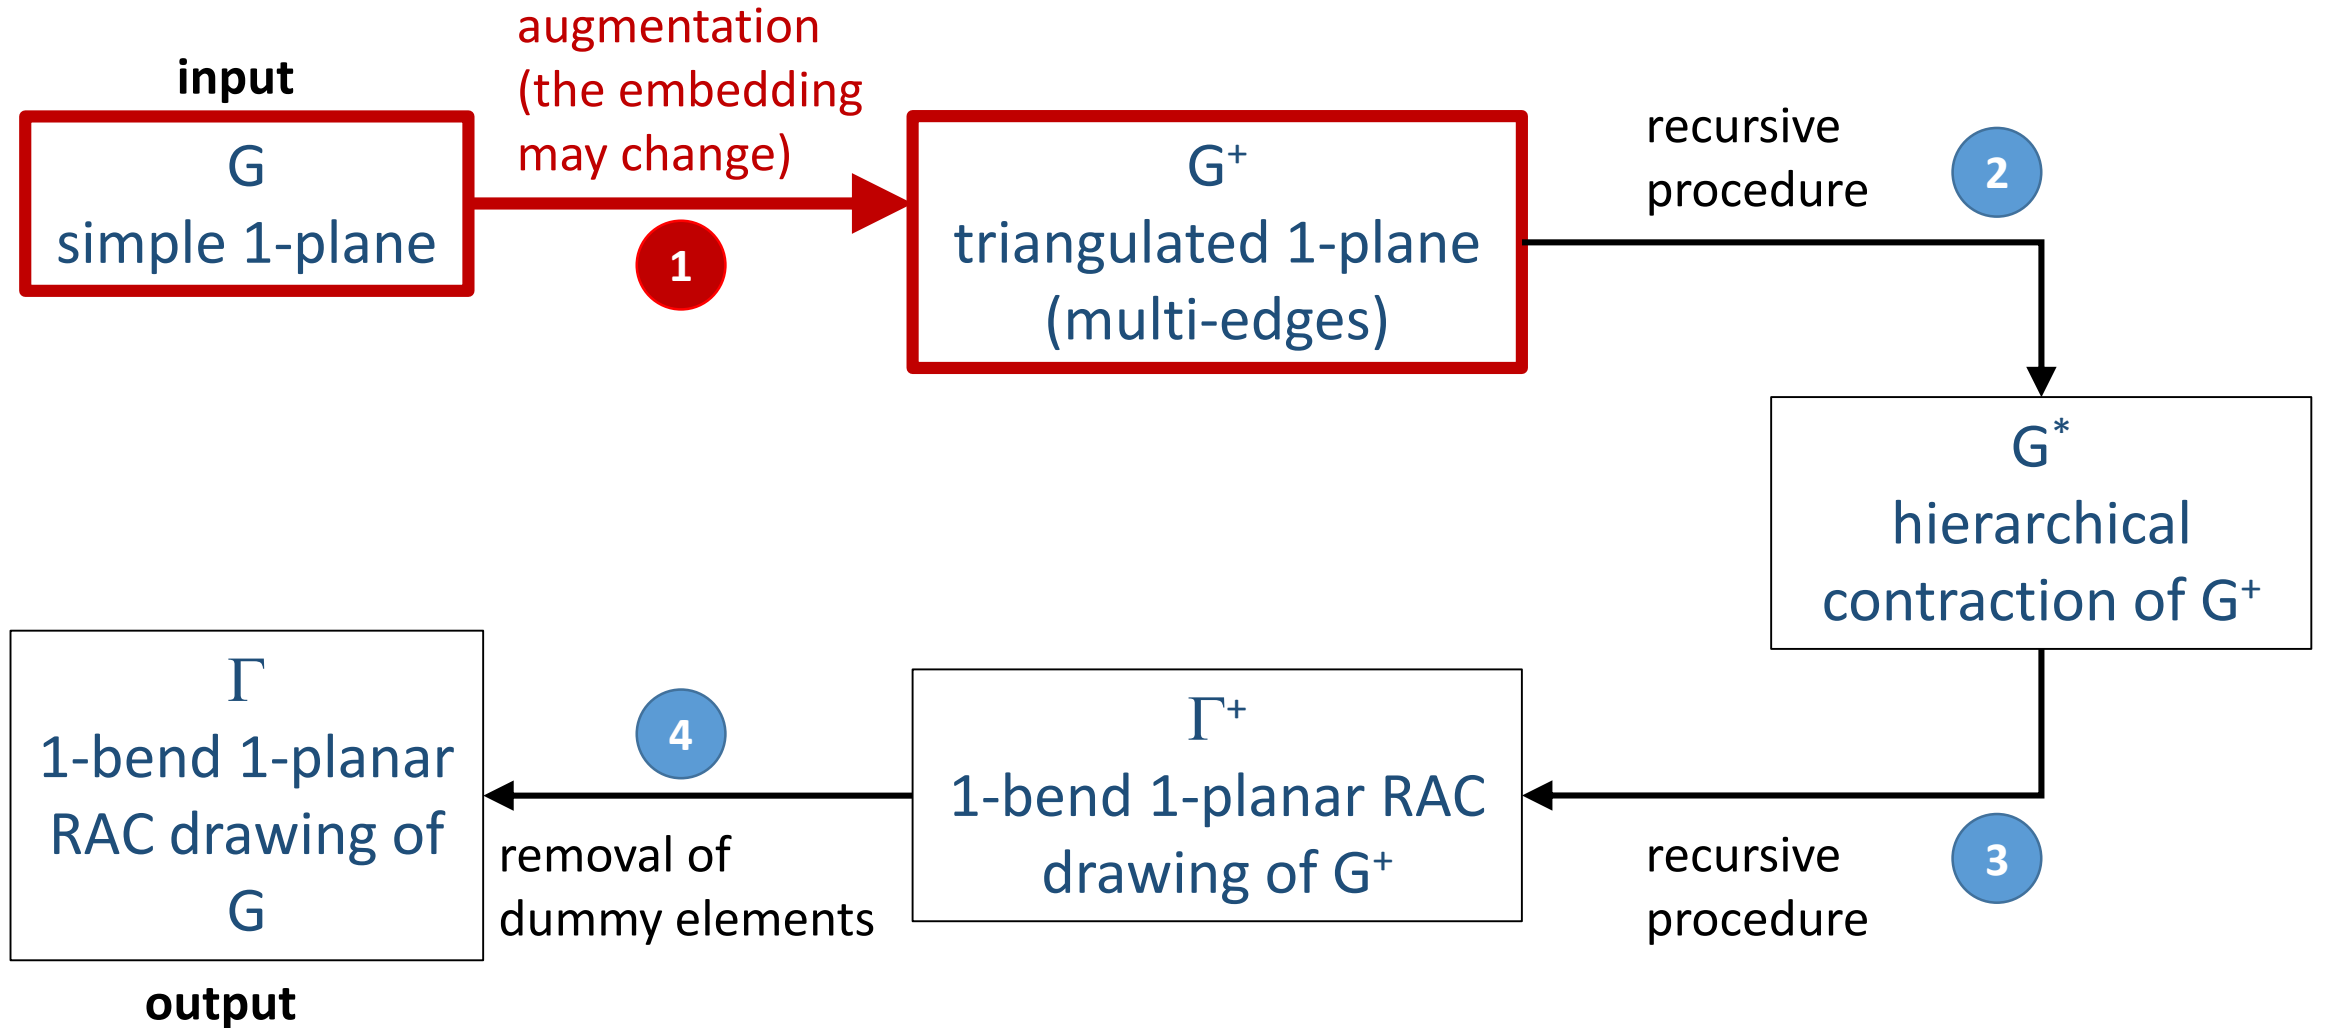 input
G
simple 1-plane
augmentation
(the embedding
may change)
1
G⁺
triangulated 1-plane
(multi-edges)
recursive
procedure
2
G*
hierarchical
contraction of G⁺
recursive
procedure
3
Γ⁺
1-bend 1-planar RAC
drawing of G⁺
4
removal of
dummy elements
Γ
1-bend 1-planar
RAC drawing of
G
output